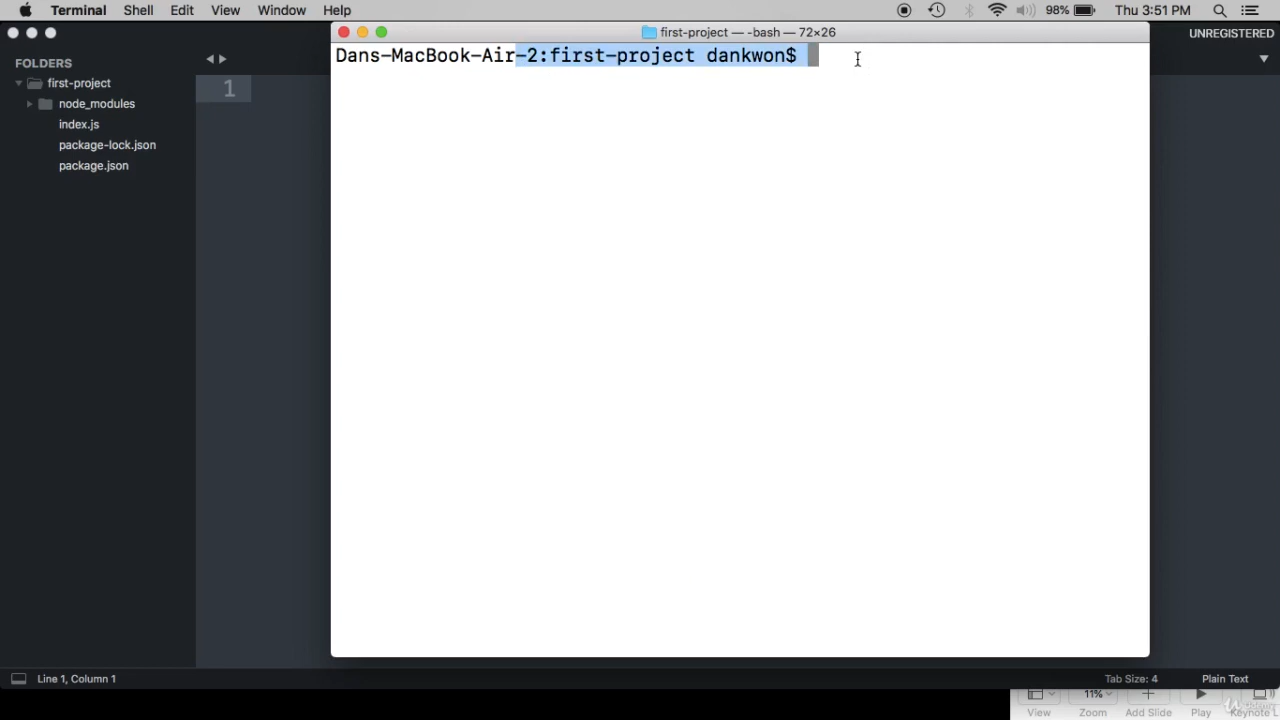 Terminal Shell Edit View Window Help 98% Thu 3:51 PM
first-project — -bash — 72×26
UNREGISTERED
Dans-MacBook-Air-2:first-project dankwon$
FOLDERS
first-project
1
node_modules
index.js
package-lock.json
package.json
Line 1, Column 1
Tab Size: 4
Plain Text
11%
View Zoom Add Slide Play Keynote L